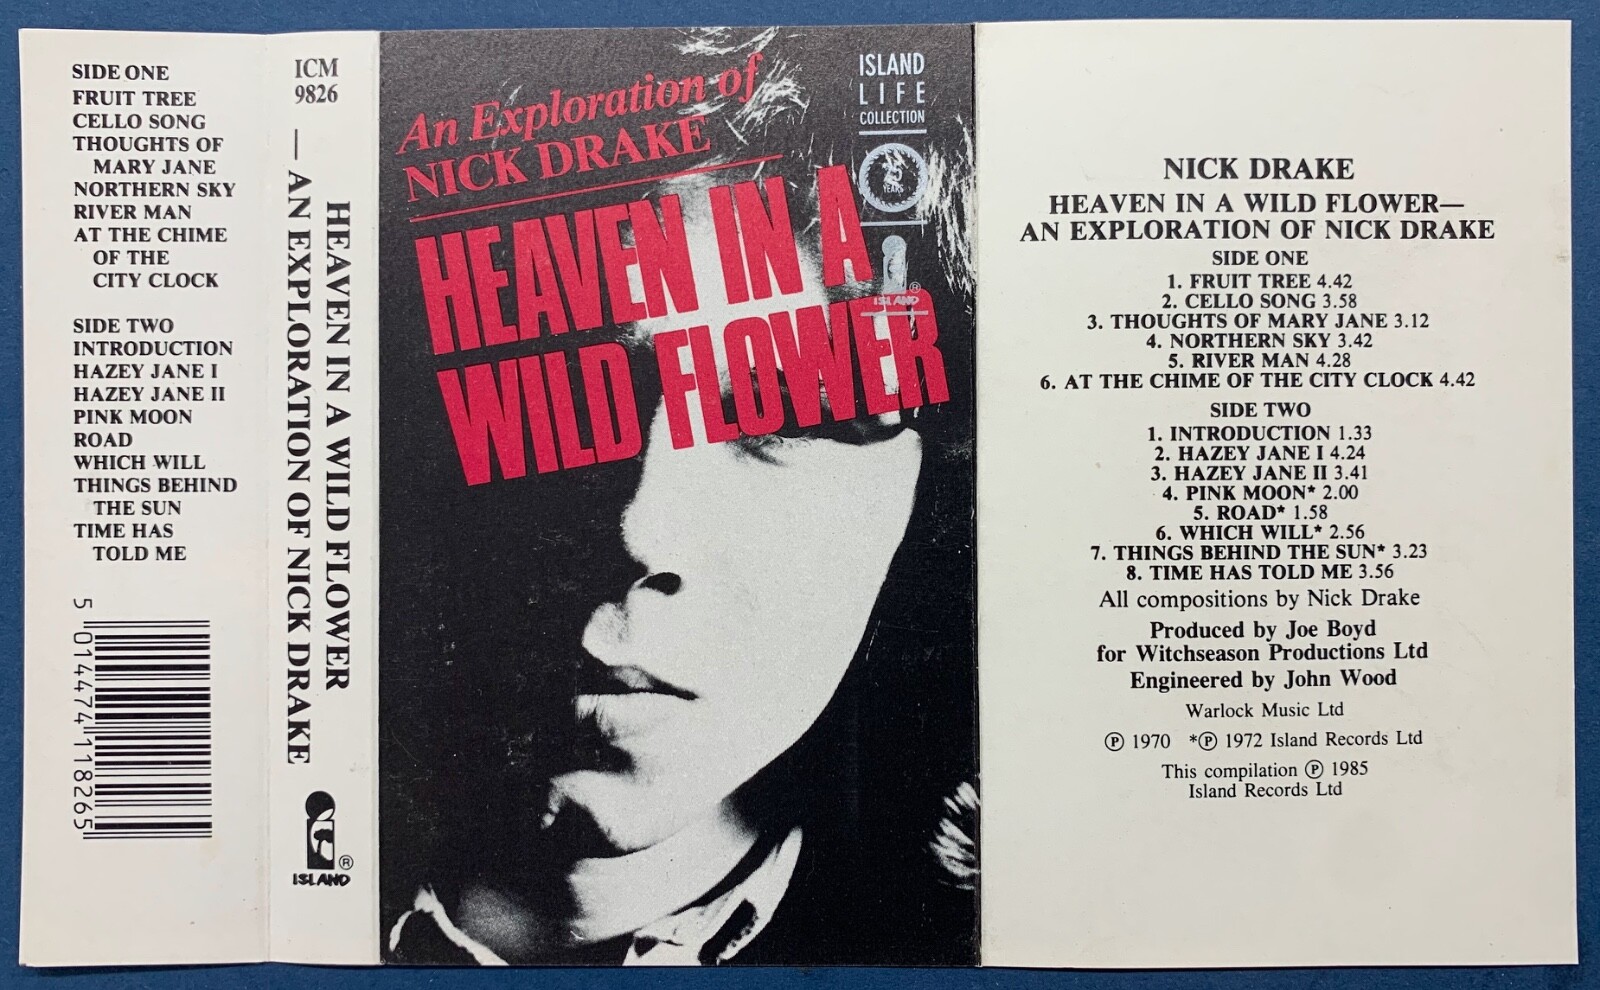 SIDE ONE
FRUIT TREE
CELLO SONG
THOUGHTS OF
MARY JANE
NORTHERN SKY
RIVER MAN
AT THE CHIME
OF THE
CITY CLOCK
SIDE TWO
INTRODUCTION
HAZEY JANE I
HAZEY JANE II
PINK MOON
ROAD
WHICH WILL
THINGS BEHIND
THE SUN
TIME HAS
TOLD ME
5 014474 118265
ICM
9826
HEAVEN IN A WILD FLOWER
— AN EXPLORATION OF NICK DRAKE
ISLAND ®
An Exploration of
NICK DRAKE
HEAVEN IN A
WILD FLOWER
ISLAND
LIFE
COLLECTION
25
YEARS
ISLAND ®
NICK DRAKE
HEAVEN IN A WILD FLOWER—
AN EXPLORATION OF NICK DRAKE
SIDE ONE
1. FRUIT TREE 4.42
2. CELLO SONG 3.58
3. THOUGHTS OF MARY JANE 3.12
4. NORTHERN SKY 3.42
5. RIVER MAN 4.28
6. AT THE CHIME OF THE CITY CLOCK 4.42
SIDE TWO
1. INTRODUCTION 1.33
2. HAZEY JANE I 4.24
3. HAZEY JANE II 3.41
4. PINK MOON* 2.00
5. ROAD* 1.58
6. WHICH WILL* 2.56
7. THINGS BEHIND THE SUN* 3.23
8. TIME HAS TOLD ME 3.56
All compositions by Nick Drake
Produced by Joe Boyd
for Witchseason Productions Ltd
Engineered by John Wood
Warlock Music Ltd
℗ 1970 *℗ 1972 Island Records Ltd
This compilation ℗ 1985
Island Records Ltd